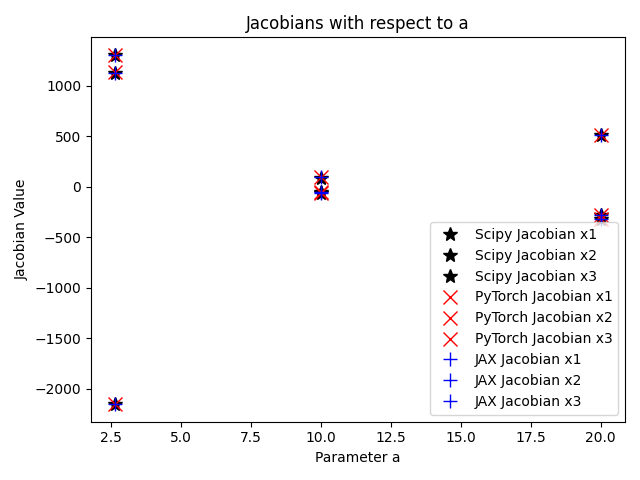 Jacobians with respect to a
Jacobian Value
1000
500
0
−500
−1000
−1500
−2000
Scipy Jacobian x1
Scipy Jacobian x2
Scipy Jacobian x3
PyTorch Jacobian x1
PyTorch Jacobian x2
PyTorch Jacobian x3
JAX Jacobian x1
JAX Jacobian x2
JAX Jacobian x3
2.5 5.0 7.5 10.0 12.5 15.0 17.5 20.0
Parameter a